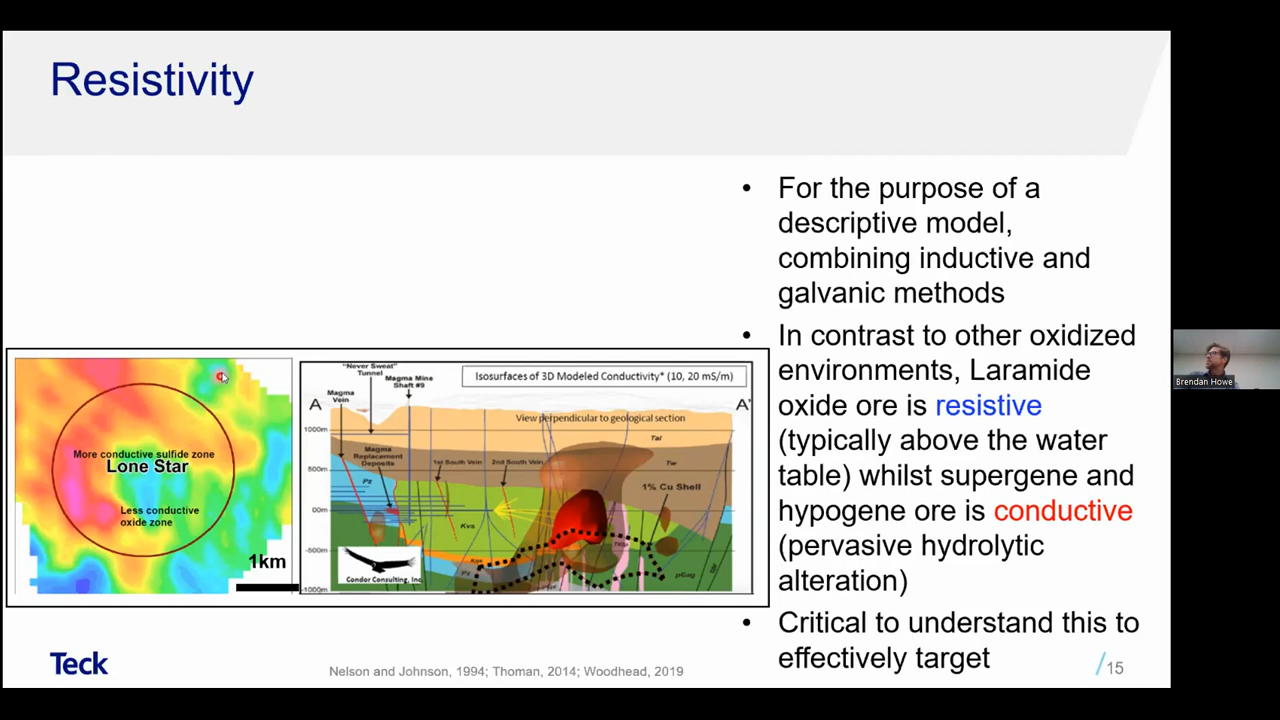 Resistivity
• For the purpose of a
descriptive model,
combining inductive and
galvanic methods
• In contrast to other oxidized
environments, Laramide
oxide ore is resistive
(typically above the water
table) whilst supergene and
hypogene ore is conductive
(pervasive hydrolytic
alteration)
• Critical to understand this to
effectively target
More conductive sulfide zone
Lone Star
Less conductive
oxide zone
1km
"Never Sweat"
Tunnel
Magma Mine
Shaft #9
Magma
Vein
Isosurfaces of 3D Modeled Conductivity* (10, 20 mS/m)
A
A'
View perpendicular to geological section
1000m
Tal
Magma
Replacement
Deposits
1st South Vein
2nd South Vein
Tw
500m
Pz
1% Cu Shell
00m
Kvs
-500m
pCag
-1000m
Condor Consulting, Inc.
Brendan Howe
Teck
Nelson and Johnson, 1994; Thoman, 2014; Woodhead, 2019
/15